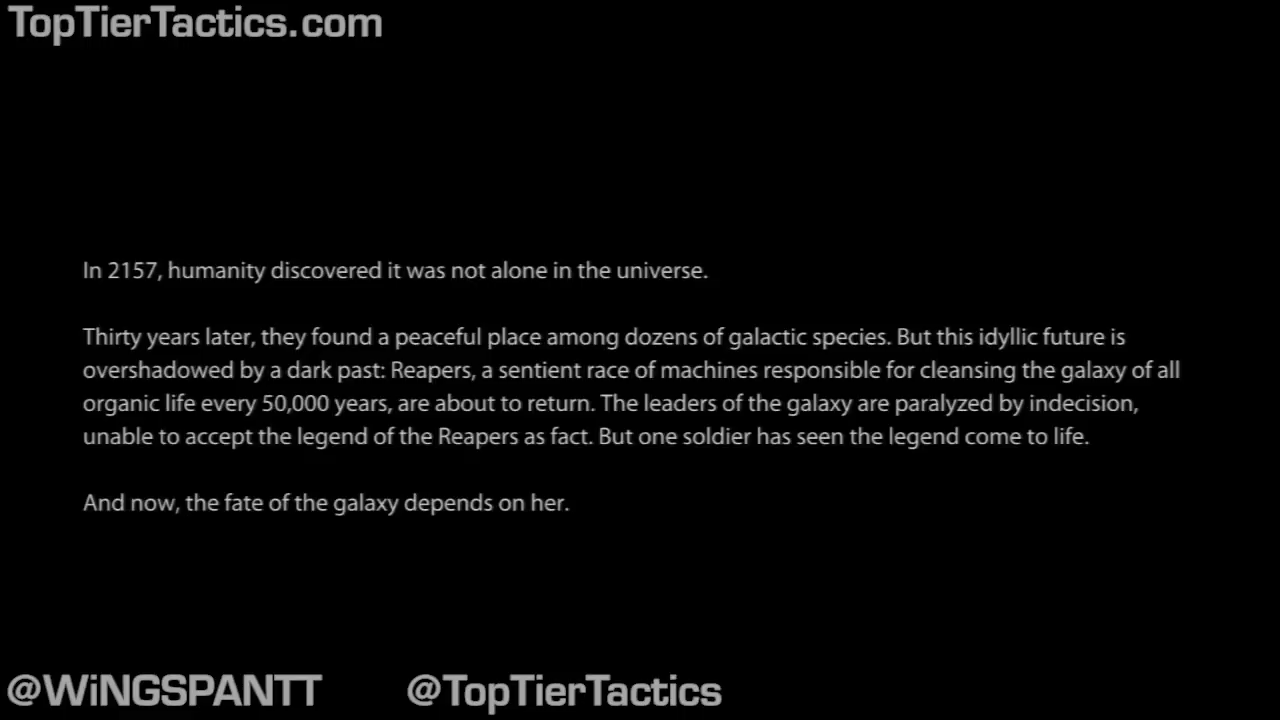 TopTierTactics.com
In 2157, humanity discovered it was not alone in the universe.
Thirty years later, they found a peaceful place among dozens of galactic species. But this idyllic future is
overshadowed by a dark past: Reapers, a sentient race of machines responsible for cleansing the galaxy of all
organic life every 50,000 years, are about to return. The leaders of the galaxy are paralyzed by indecision,
unable to accept the legend of the Reapers as fact. But one soldier has seen the legend come to life.
And now, the fate of the galaxy depends on her.
@WiNGSPANTT @TopTierTactics